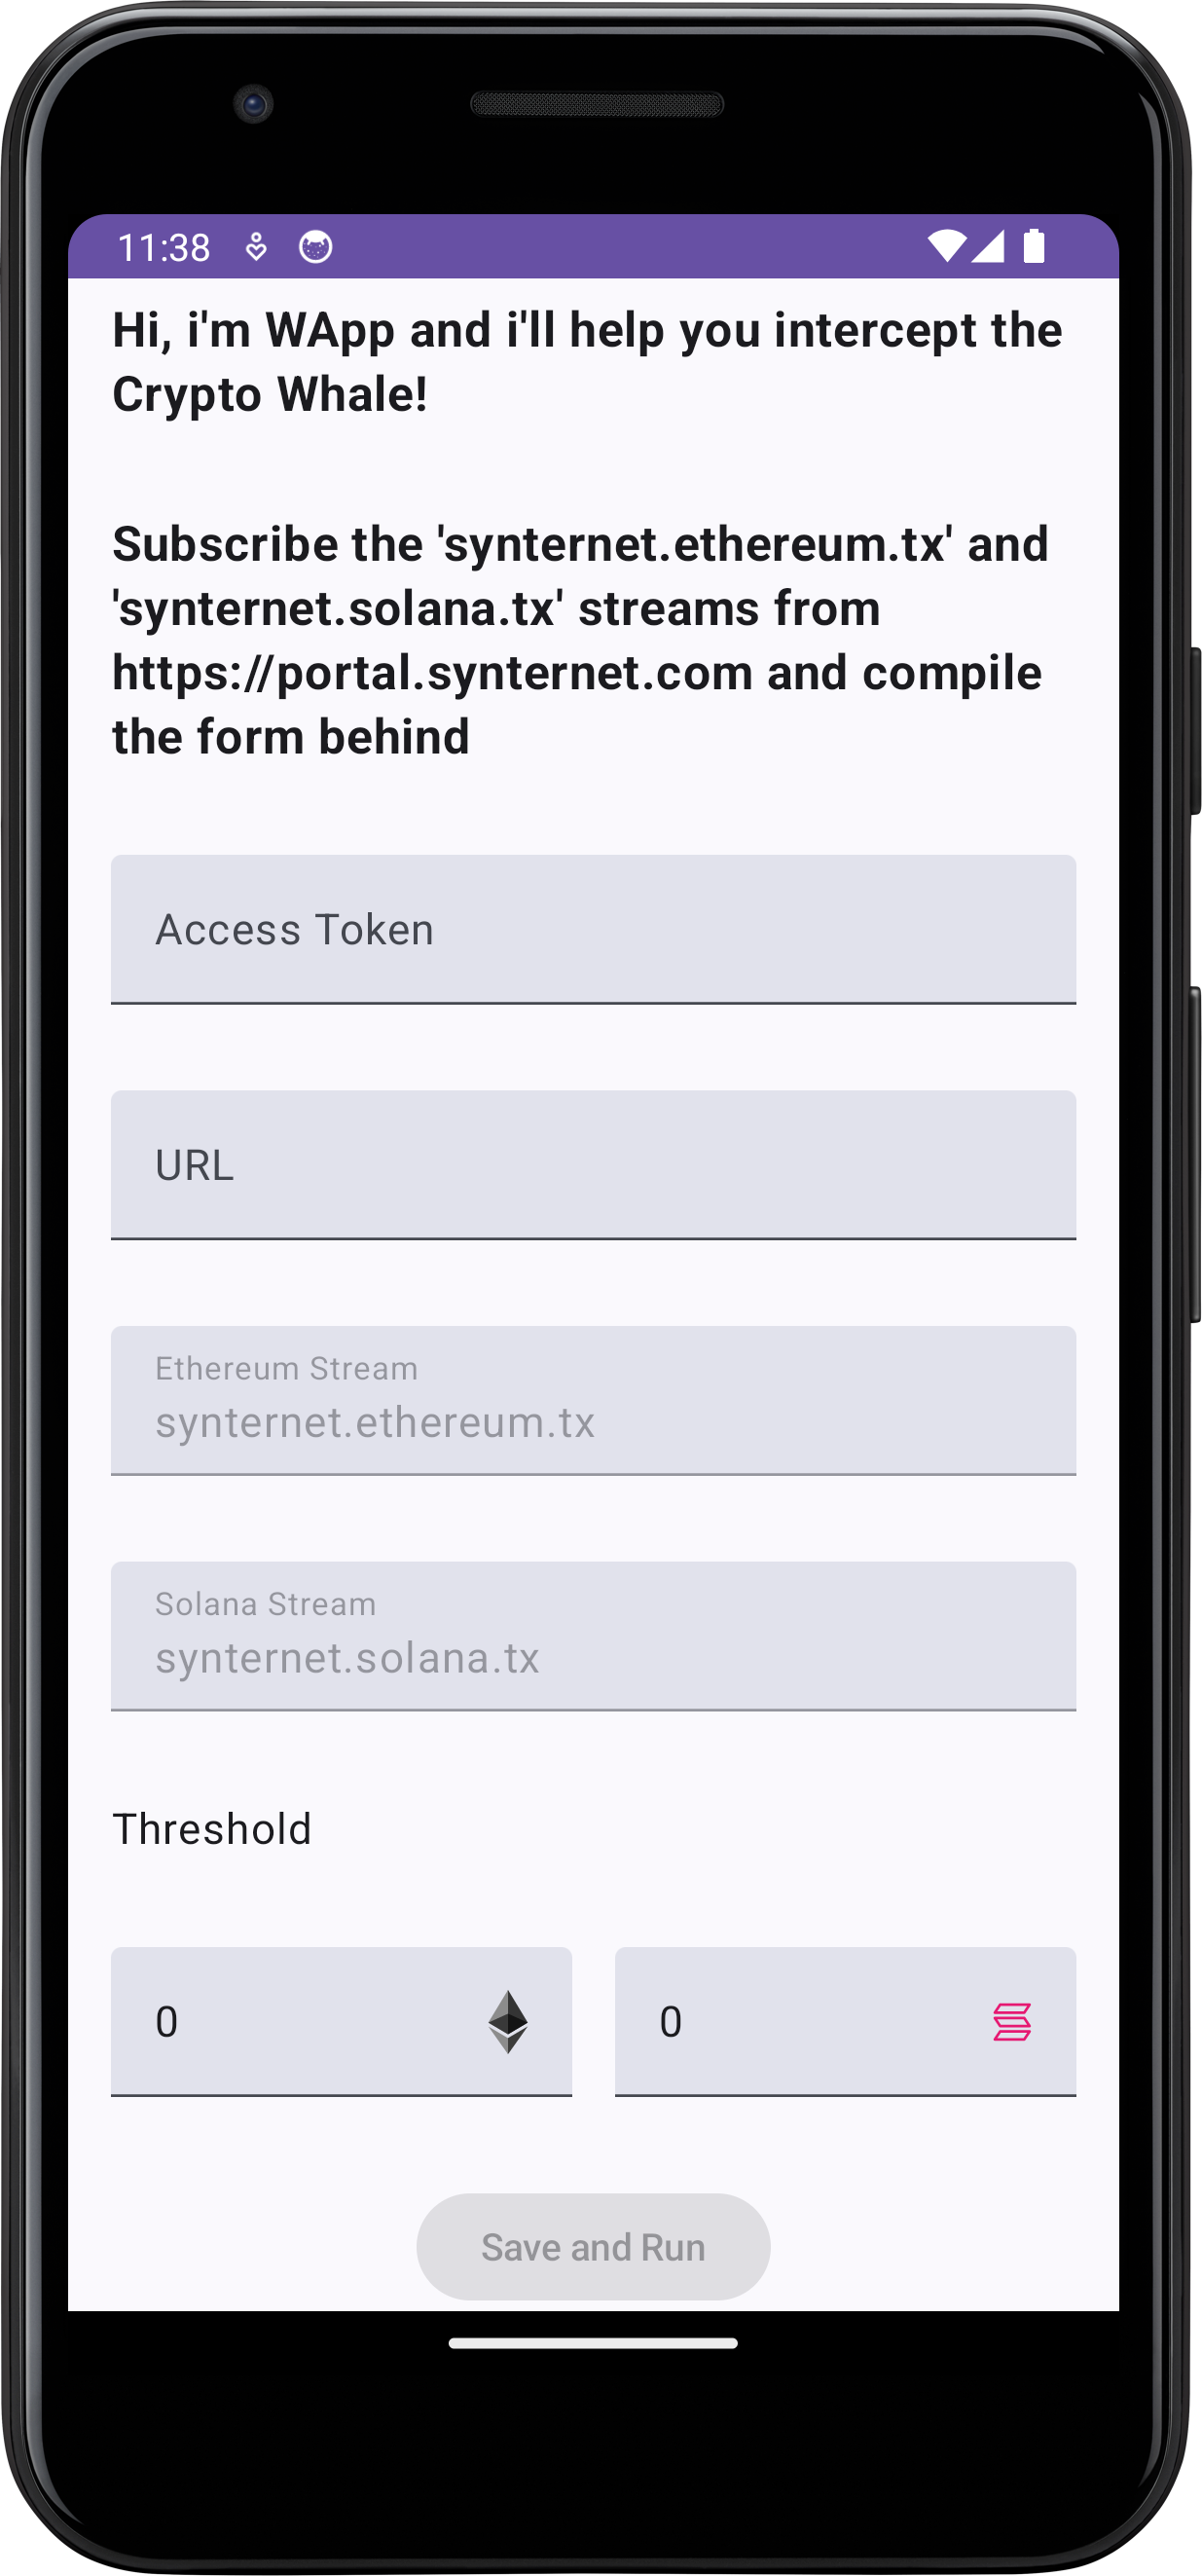 11:38
Hi, i'm WApp and i'll help you intercept the
Crypto Whale!
Subscribe the 'synternet.ethereum.tx' and
'synternet.solana.tx' streams from
https://portal.synternet.com and compile
the form behind
Access Token
URL
Ethereum Stream
synternet.ethereum.tx
Solana Stream
synternet.solana.tx
Threshold
0 0
Save and Run